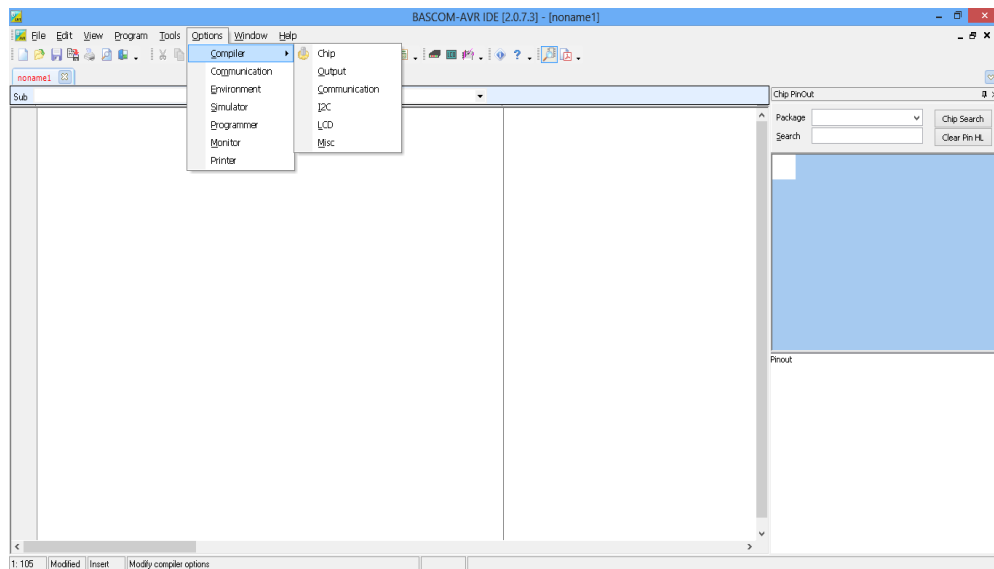 BASCOM-AVR IDE [2.0.7.3] - [noname1]
File Edit View Program Tools Options Window Help
noname1
Sub
Compiler
Communication
Environment
Simulator
Programmer
Monitor
Printer
Chip
Output
Communication
I2C
LCD
Misc
Chip PinOut
Package
Chip Search
Search
Clear Pin HL
Pinout
1: 105 Modified Insert Modify compiler options